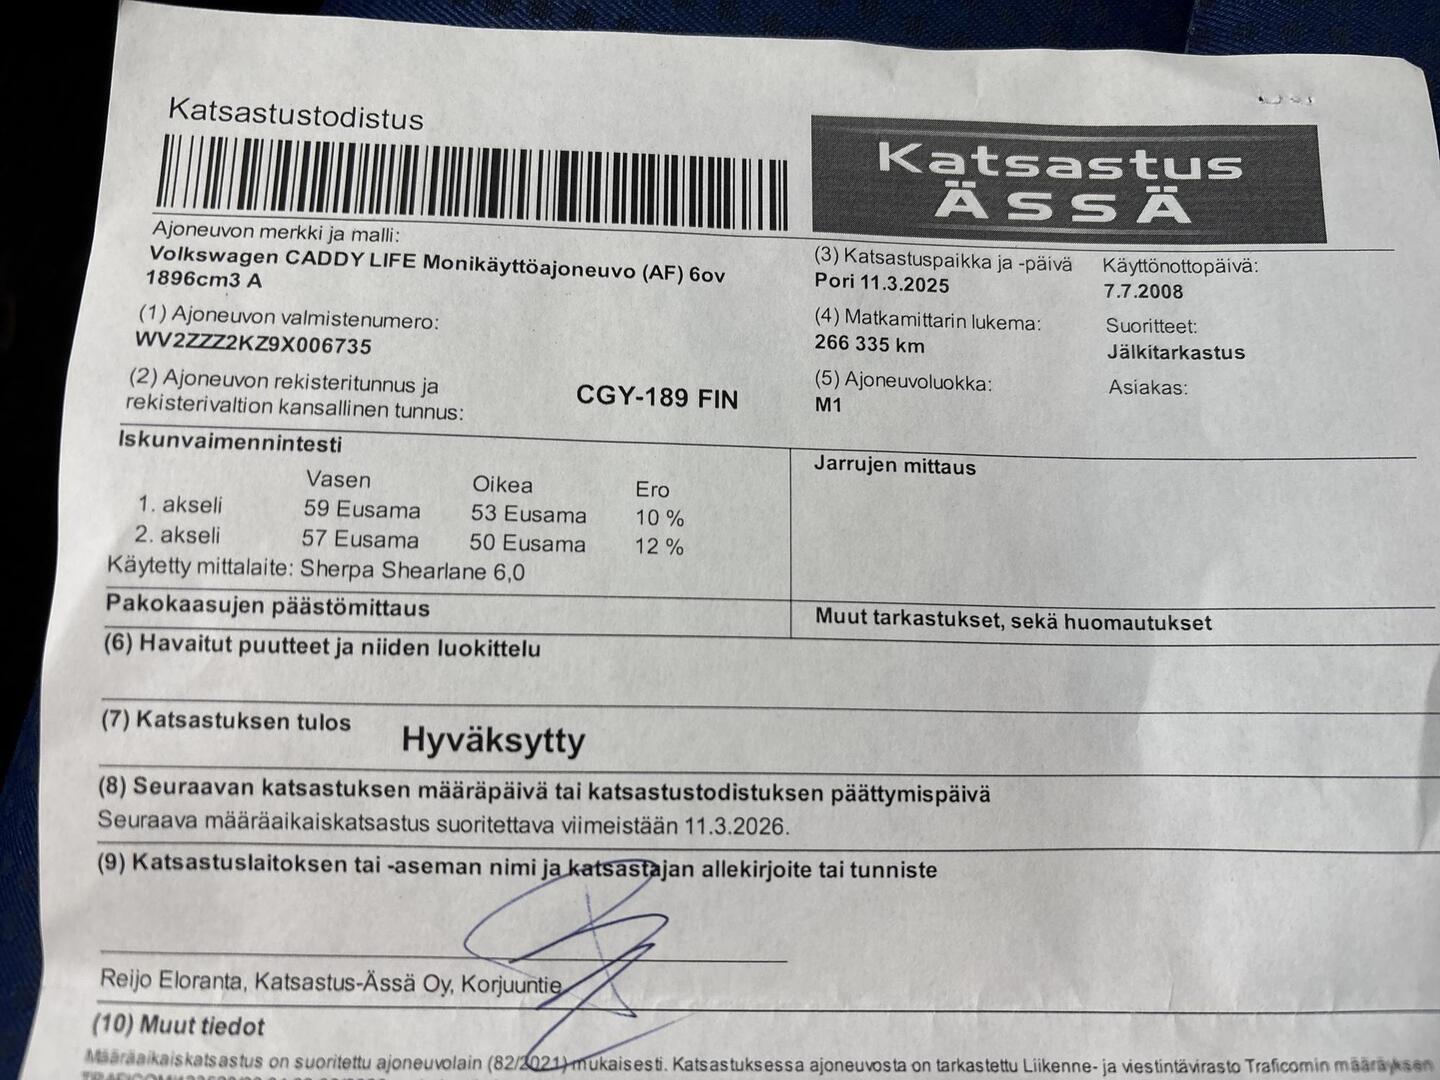 Katsastustodistus
Katsastus
ÄSSÄ
Ajoneuvon merkki ja malli:
Volkswagen CADDY LIFE Monikäyttöajoneuvo (AF) 6ov
1896cm3 A
(1) Ajoneuvon valmistenumero:
WV2ZZZ2KZ9X006735
(2) Ajoneuvon rekisteritunnus ja
rekisterivaltion kansallinen tunnus:
CGY-189 FIN
(3) Katsastuspaikka ja -päivä
Pori 11.3.2025
(4) Matkamittarin lukema:
266 335 km
(5) Ajoneuvoluokka:
M1
Käyttönottopäivä:
7.7.2008
Suoritteet:
Jälkitarkastus
Asiakas:
Iskunvaimennintesti
Vasen Oikea Ero
1. akseli 59 Eusama 53 Eusama 10 %
2. akseli 57 Eusama 50 Eusama 12 %
Käytetty mittalaite: Sherpa Shearlane 6,0
Jarrujen mittaus
Pakokaasujen päästömittaus
Muut tarkastukset, sekä huomautukset
(6) Havaitut puutteet ja niiden luokittelu
(7) Katsastuksen tulos Hyväksytty
(8) Seuraavan katsastuksen määräpäivä tai katsastustodistuksen päättymispäivä
Seuraava määräaikaiskatsastus suoritettava viimeistään 11.3.2026.
(9) Katsastuslaitoksen tai -aseman nimi ja katsastajan allekirjoite tai tunniste
Reijo Eloranta, Katsastus-Ässä Oy, Korjuuntie
(10) Muut tiedot
Määräaikaiskatsastus on suoritettu ajoneuvolain (82/2021) mukaisesti. Katsastuksessa ajoneuvosta on tarkastettu Liikenne- ja viestintävirasto Traficomin määräyksen